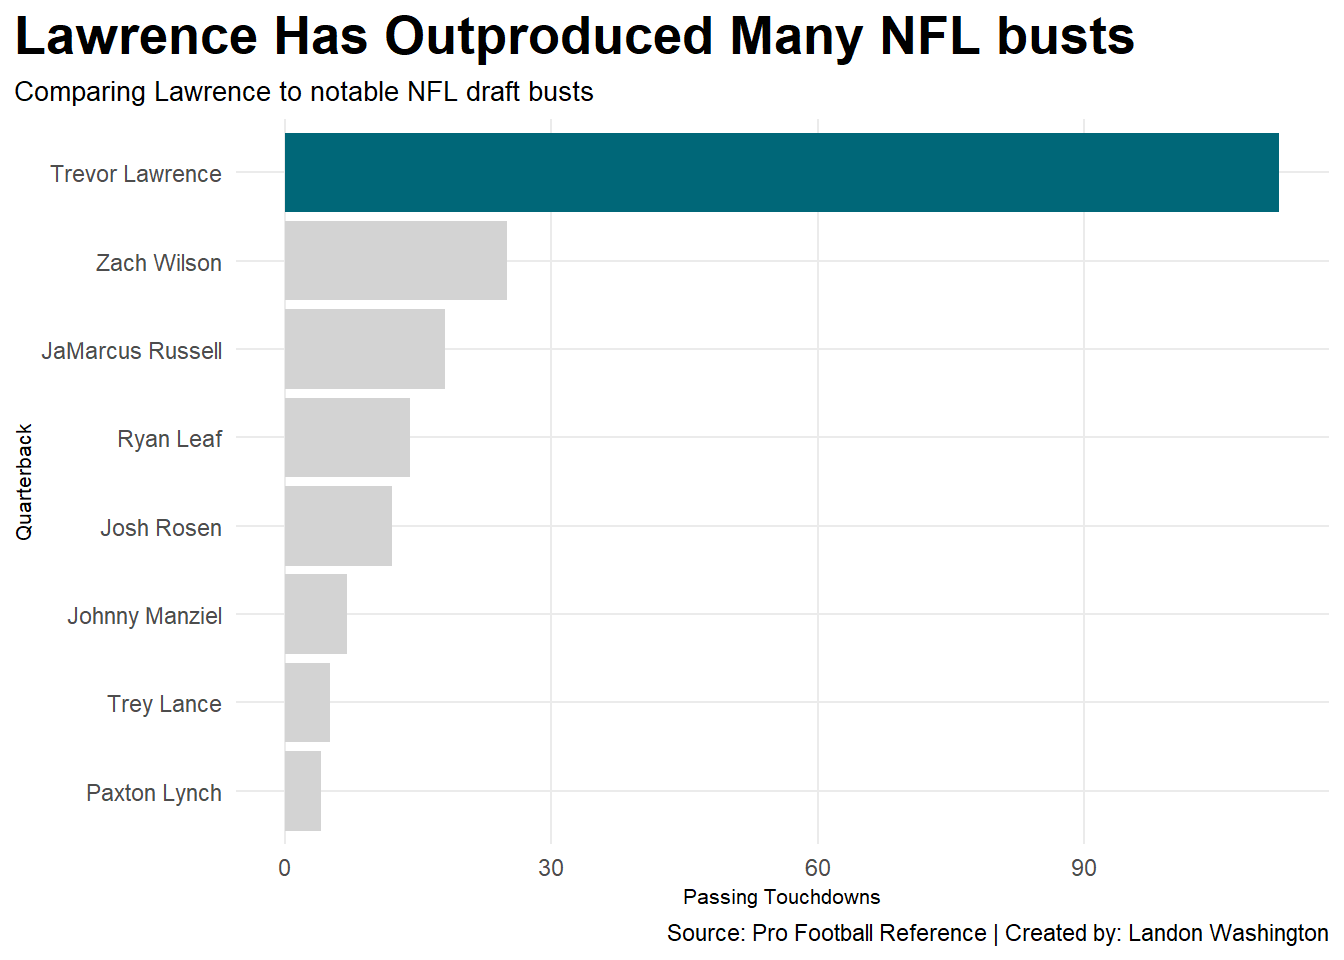 Lawrence Has Outproduced Many NFL busts
Comparing Lawrence to notable NFL draft busts
Quarterback
Trevor Lawrence
Zach Wilson
JaMarcus Russell
Ryan Leaf
Josh Rosen
Johnny Manziel
Trey Lance
Paxton Lynch
0 30 60 90
Passing Touchdowns
Source: Pro Football Reference | Created by: Landon Washington